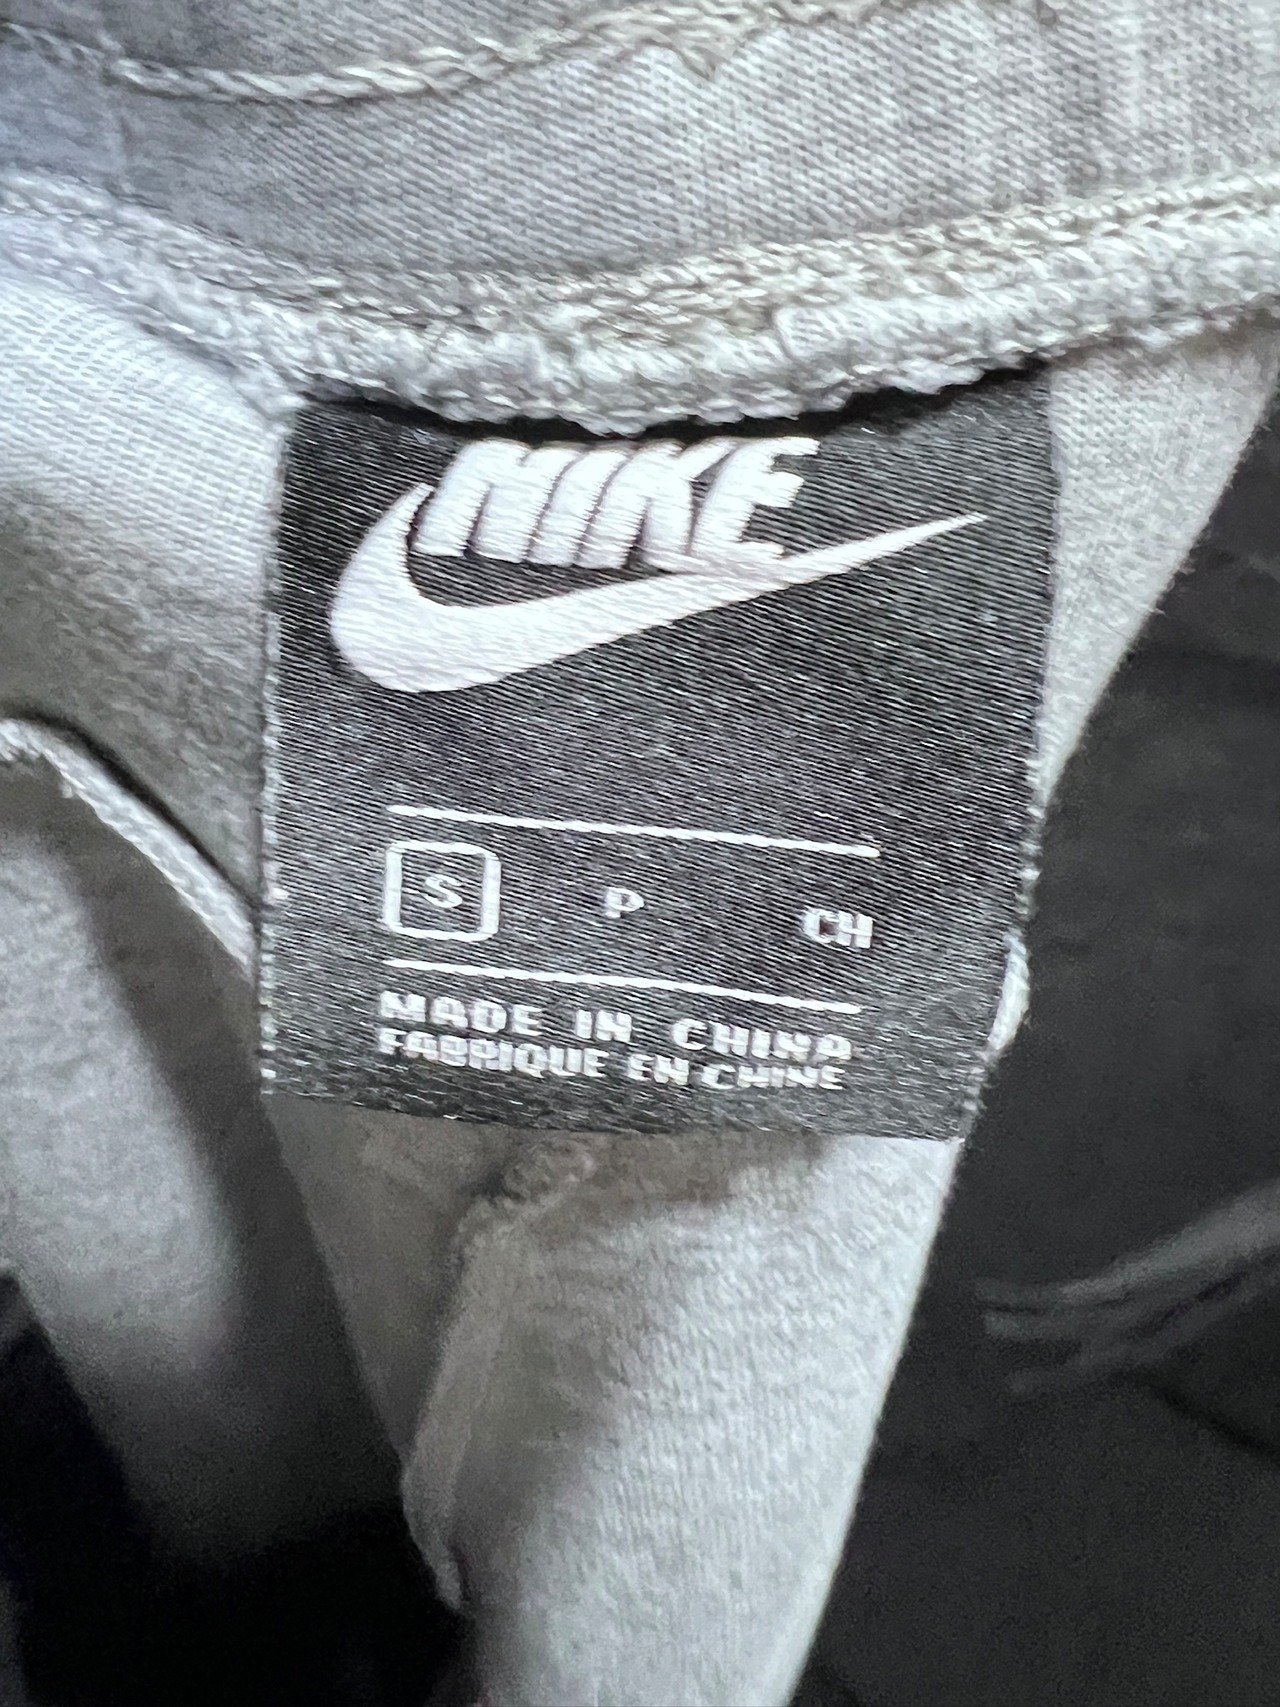 NIKE
S P CH
MADE IN CHINA
FABRIQUE EN CHINE